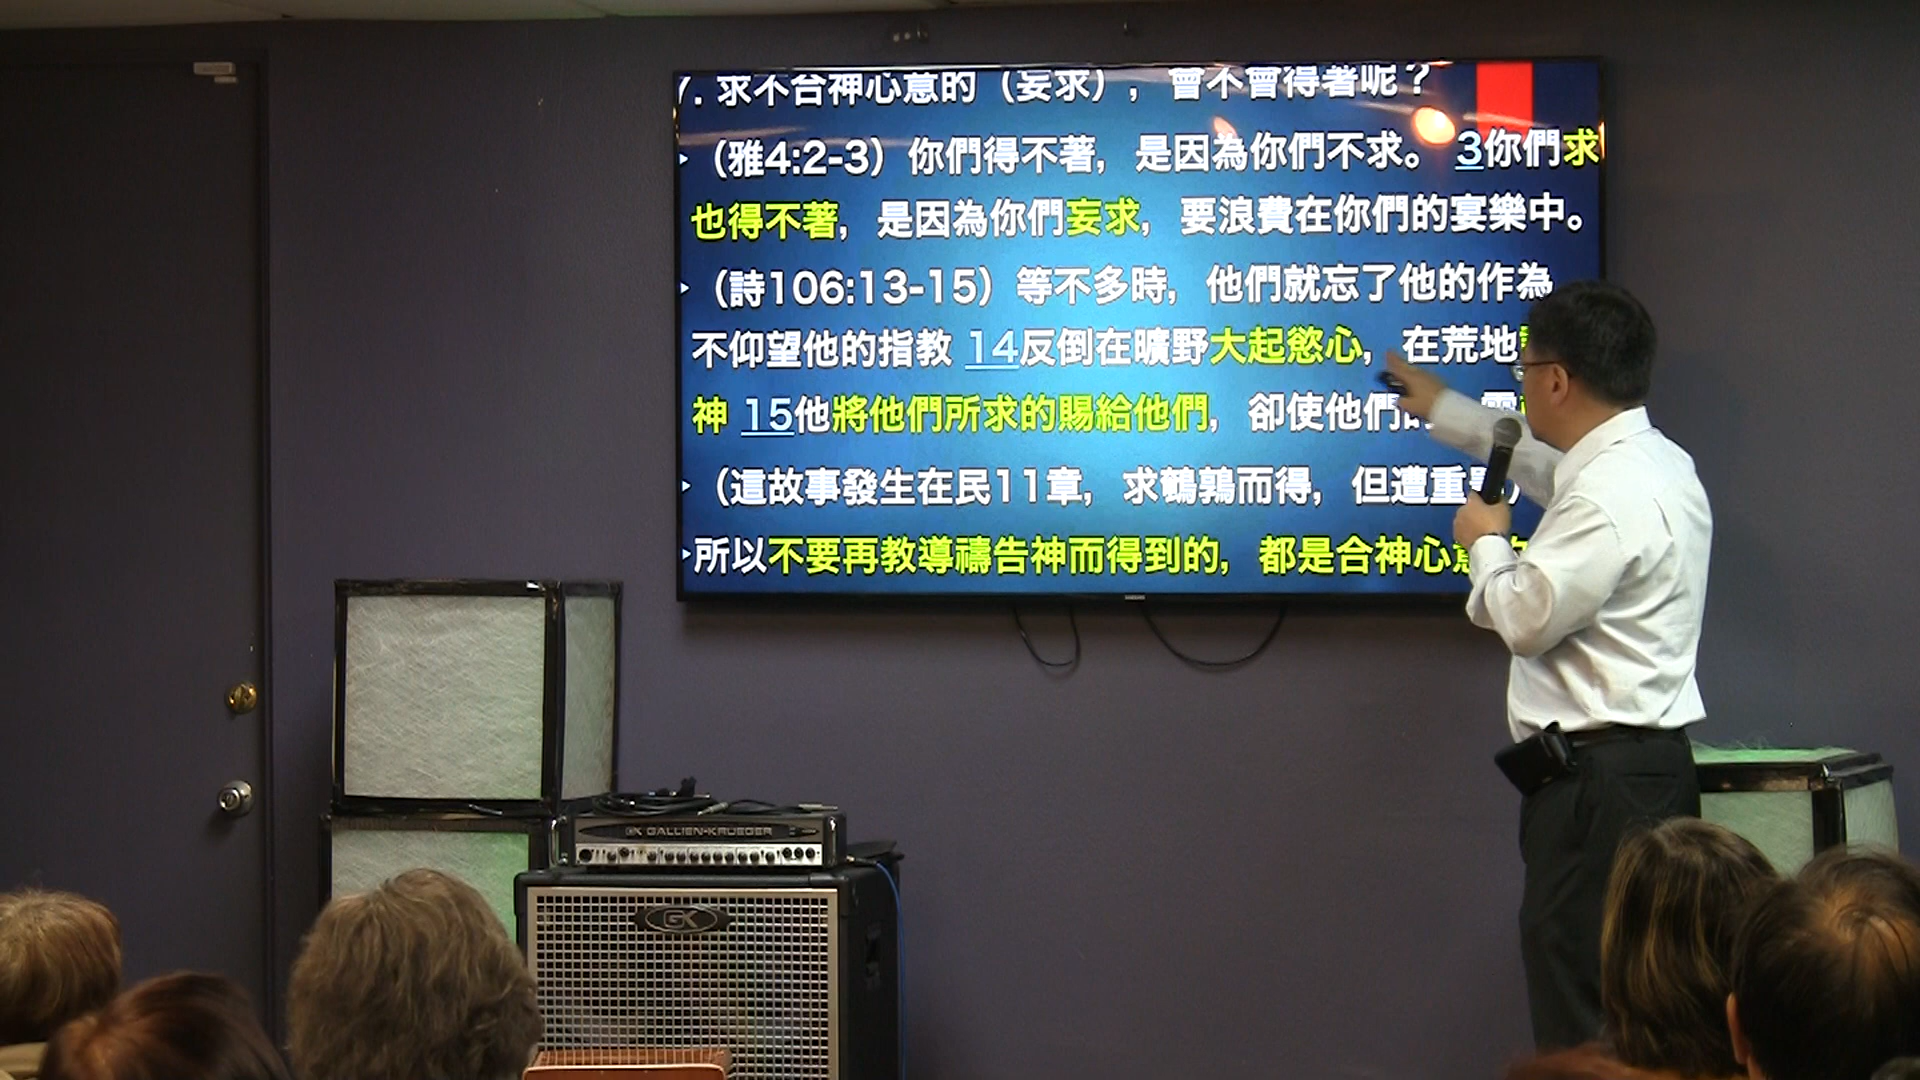 7. 求不合神心意的（妄求），會不會得著呢？
（雅4:2-3）你們得不著，是因為你們不求。 3你們求
也得不著，是因為你們妄求，要浪費在你們的宴樂中。
（詩106:13-15）等不多時，他們就忘了他的作為
不仰望他的指教 14反倒在曠野大起慾心，在荒地
神 15他將他們所求的賜給他們，卻使他們
（這故事發生在民11章，求鵪鶉而得，但遭重
所以不要再教導禱告神而得到的，都是合神心意
GK GALLIEN-KRUEGER
GK